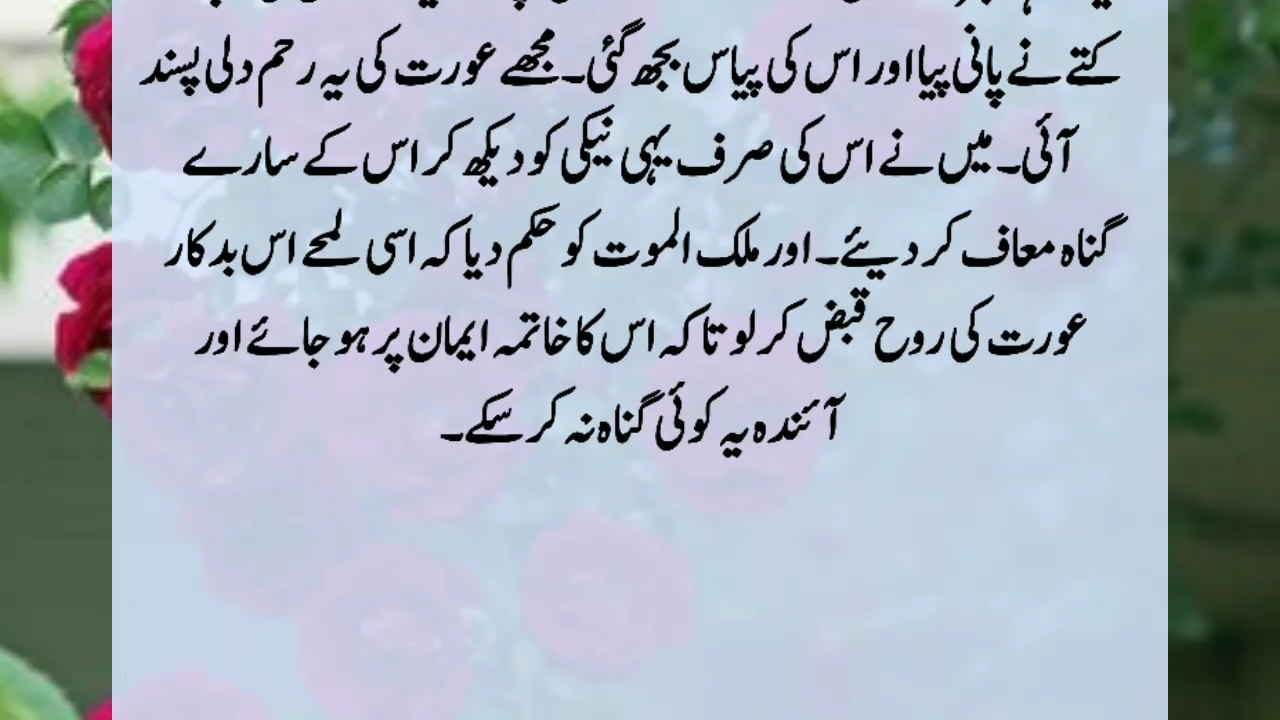 کتے نے پانی پیا اور اس کی پیاس بجھ گئی۔ مجھے عورت کی یہ رحم دلی پسند
آئی۔ میں نے اس کی صرف یہی نیکی کو دیکھ کر اس کے سارے
گناہ معاف کر دیئے۔ اور ملک الموت کو حکم دیا کہ اسی لمحے اس بدکار
عورت کی روح قبض کر لو تا کہ اس کا خاتمہ ایمان پر ہو جائے اور
آئندہ یہ کوئی گناہ نہ کر سکے۔